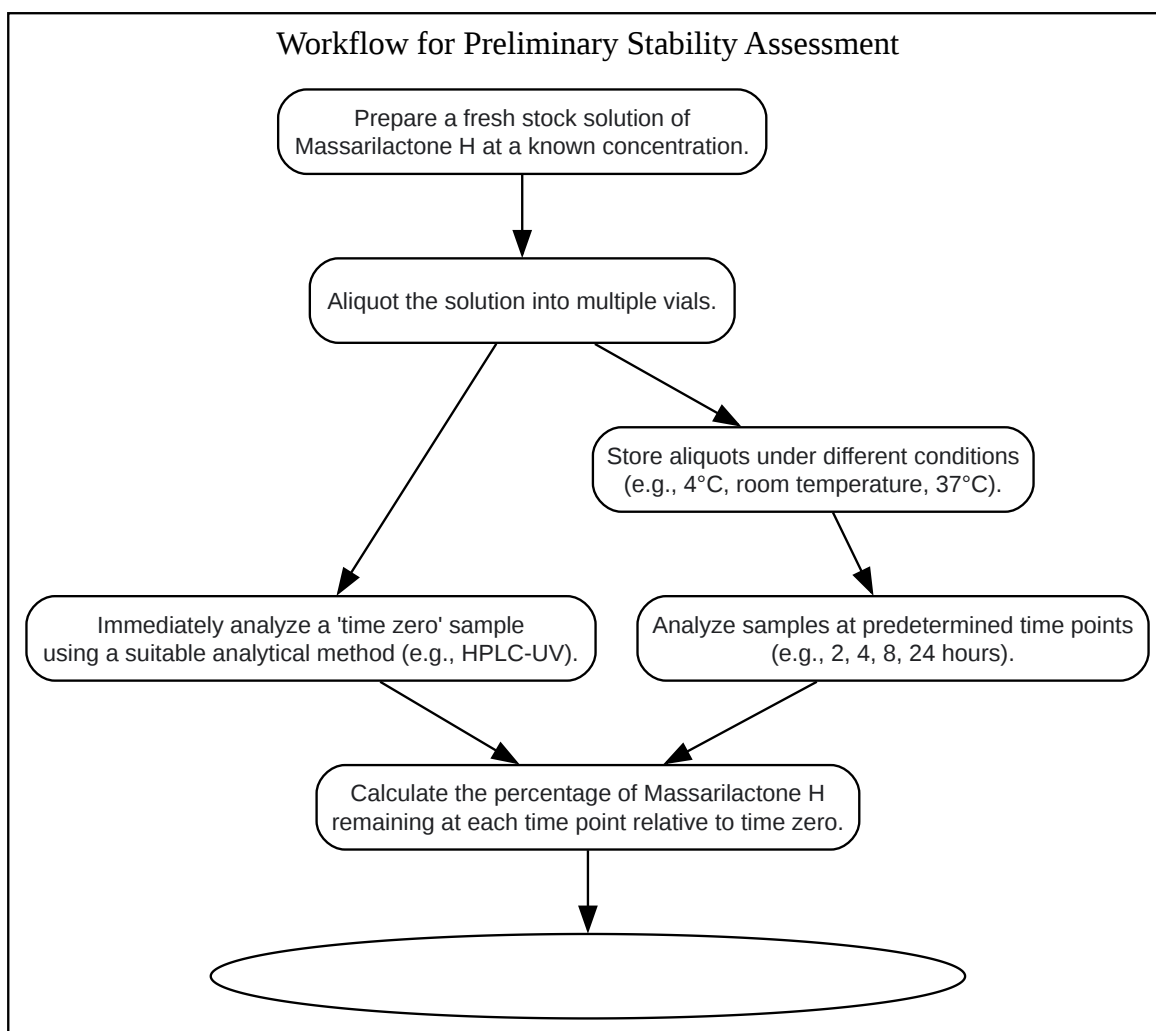 Workflow for Preliminary Stability Assessment
Prepare a fresh stock solution of
Massarilactone H at a known concentration.
Aliquot the solution into multiple vials.
Store aliquots under different conditions
(e.g., 4°C, room temperature, 37°C).
Immediately analyze a 'time zero' sample
using a suitable analytical method (e.g., HPLC-UV).
Analyze samples at predetermined time points
(e.g., 2, 4, 8, 24 hours).
Calculate the percentage of Massarilactone H
remaining at each time point relative to time zero.